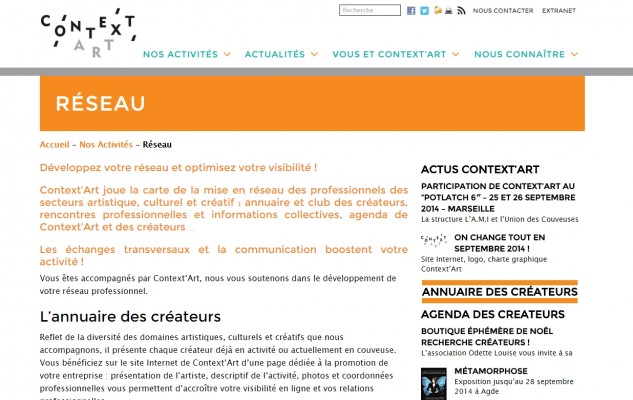 CONTEXT
ART
Recherche
NOUS CONTACTER EXTRANET
NOS ACTIVITÉS ACTUALITÉS VOUS ET CONTEXT'ART NOUS CONNAÎTRE
RÉSEAU
Accueil – Nos Activités – Réseau
Développez votre réseau et optimisez votre visibilité !
Context'Art joue la carte de la mise en réseau des professionnels des
secteurs artistique, culturel et créatif : annuaire et club des créateurs,
rencontres professionnelles et informations collectives, agenda de
Context'Art et des créateurs…
Les échanges transversaux et la communication boostent votre
activité !
Vous êtes accompagnés par Context'Art, nous vous soutenons dans le développement de
votre réseau professionnel.
L'annuaire des créateurs
Reflet de la diversité des domaines artistiques, culturels et créatifs que nous
accompagnons, il présente chaque créateur déjà en activité ou actuellement en couveuse.
Vous bénéficiez sur le site Internet de Context'Art d'une page dédiée à la promotion de
votre entreprise : présentation de l'artiste, descriptif de l'activité, photos et coordonnées
professionnelles vous permettent d'accroître votre visibilité en ligne et vos relations
professionnelles
ACTUS CONTEXT'ART
PARTICIPATION DE CONTEXT'ART AU
"POTLATCH 6" – 25 ET 26 SEPTEMBRE
2014 – MARSEILLE
La structure L'A.M.I et l'Union des Couveuses
ON CHANGE TOUT EN
SEPTEMBRE 2014 !
Site Internet, logo, charte graphique
Context'Art
ANNUAIRE DES CRÉATEURS
AGENDA DES CREATEURS
BOUTIQUE ÉPHÉMÈRE DE NOËL
RECHERCHE CRÉATEURS !
L'association Odette Louise vous invite à sa
MÉTAMORPHOSE
Exposition jusqu'au 28 septembre
2014 à Agde